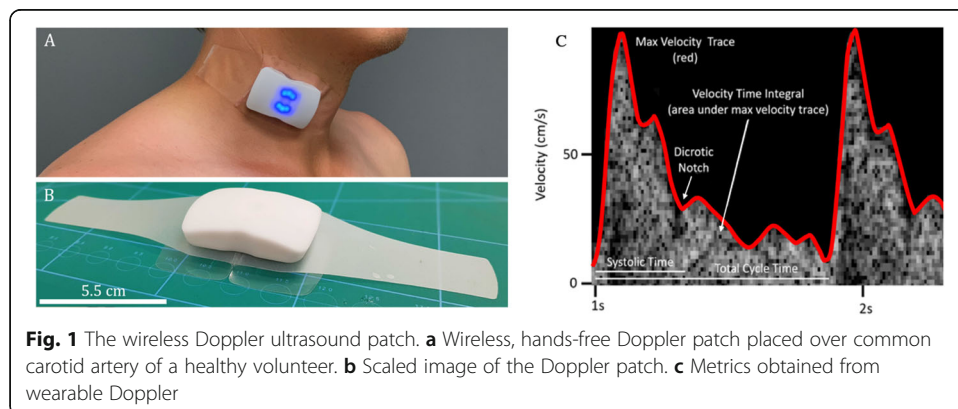 A
B
5.5 cm
C
Max Velocity Trace
(red)
Velocity Time Integral
(area under max velocity trace)
Dicrotic
Notch
Velocity (cm/s)
50
0
Systolic Time
Total Cycle Time
1s
2s
Fig. 1 The wireless Doppler ultrasound patch. a Wireless, hands-free Doppler patch placed over common
carotid artery of a healthy volunteer. b Scaled image of the Doppler patch. c Metrics obtained from
wearable Doppler